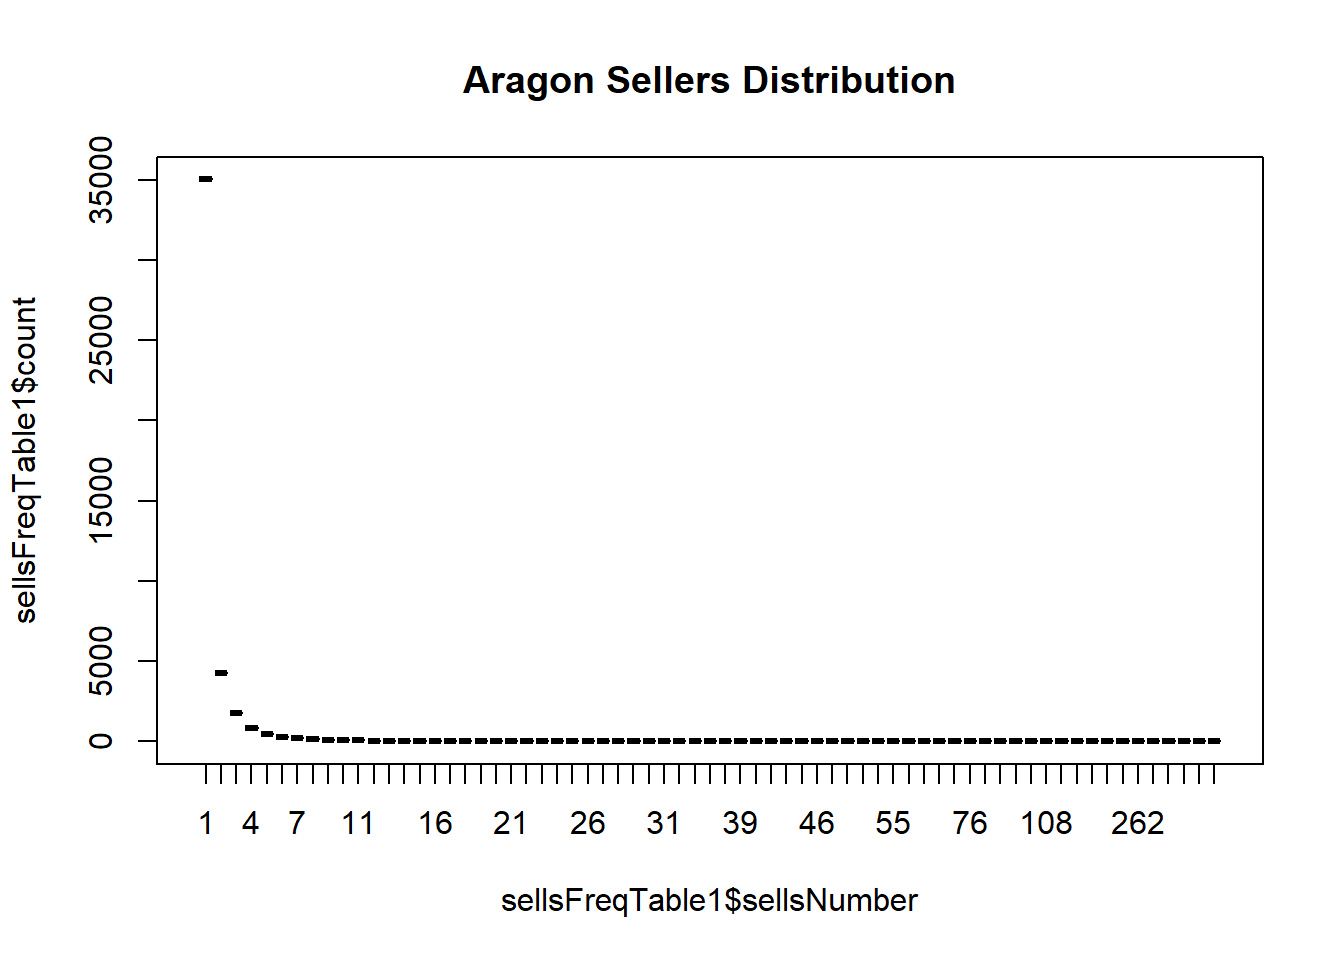 Aragon Sellers Distribution
sellsFreqTable1$count
35000
25000
15000
5000
0
1 4 7 11 16 21 26 31 39 46 55 76 108 262
sellsFreqTable1$sellsNumber